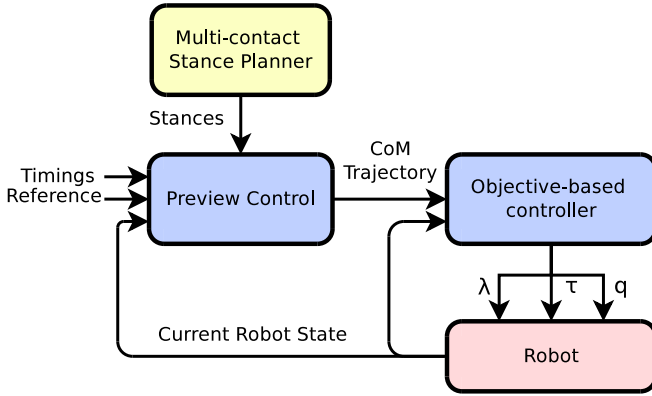 Multi-contact
Stance Planner
Stances
CoM
Trajectory
Timings
Reference
Preview Control
Objective-based
controller
λ
τ
q
Current Robot State
Robot